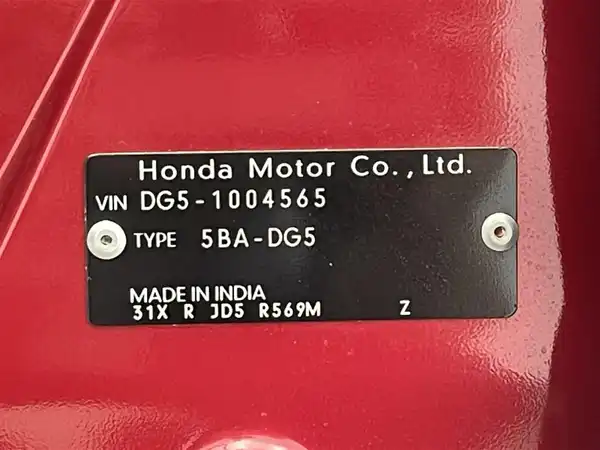 Honda Motor Co.,Ltd.
VIN DG5-1004565
TYPE 5BA-DG5
MADE IN INDIA
31X R JD5 R569M Z